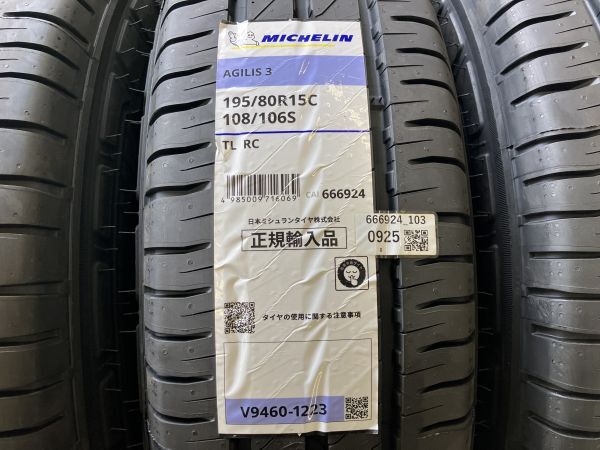 MICHELIN
AGILIS 3
195/80R15C
108/106S
TL RC
4 985009 716069
CAI 666924
日本ミシュランタイヤ株式会社
正規輸入品
666924_103
0925
タイヤの使用に関する注意事項
V9460-1223